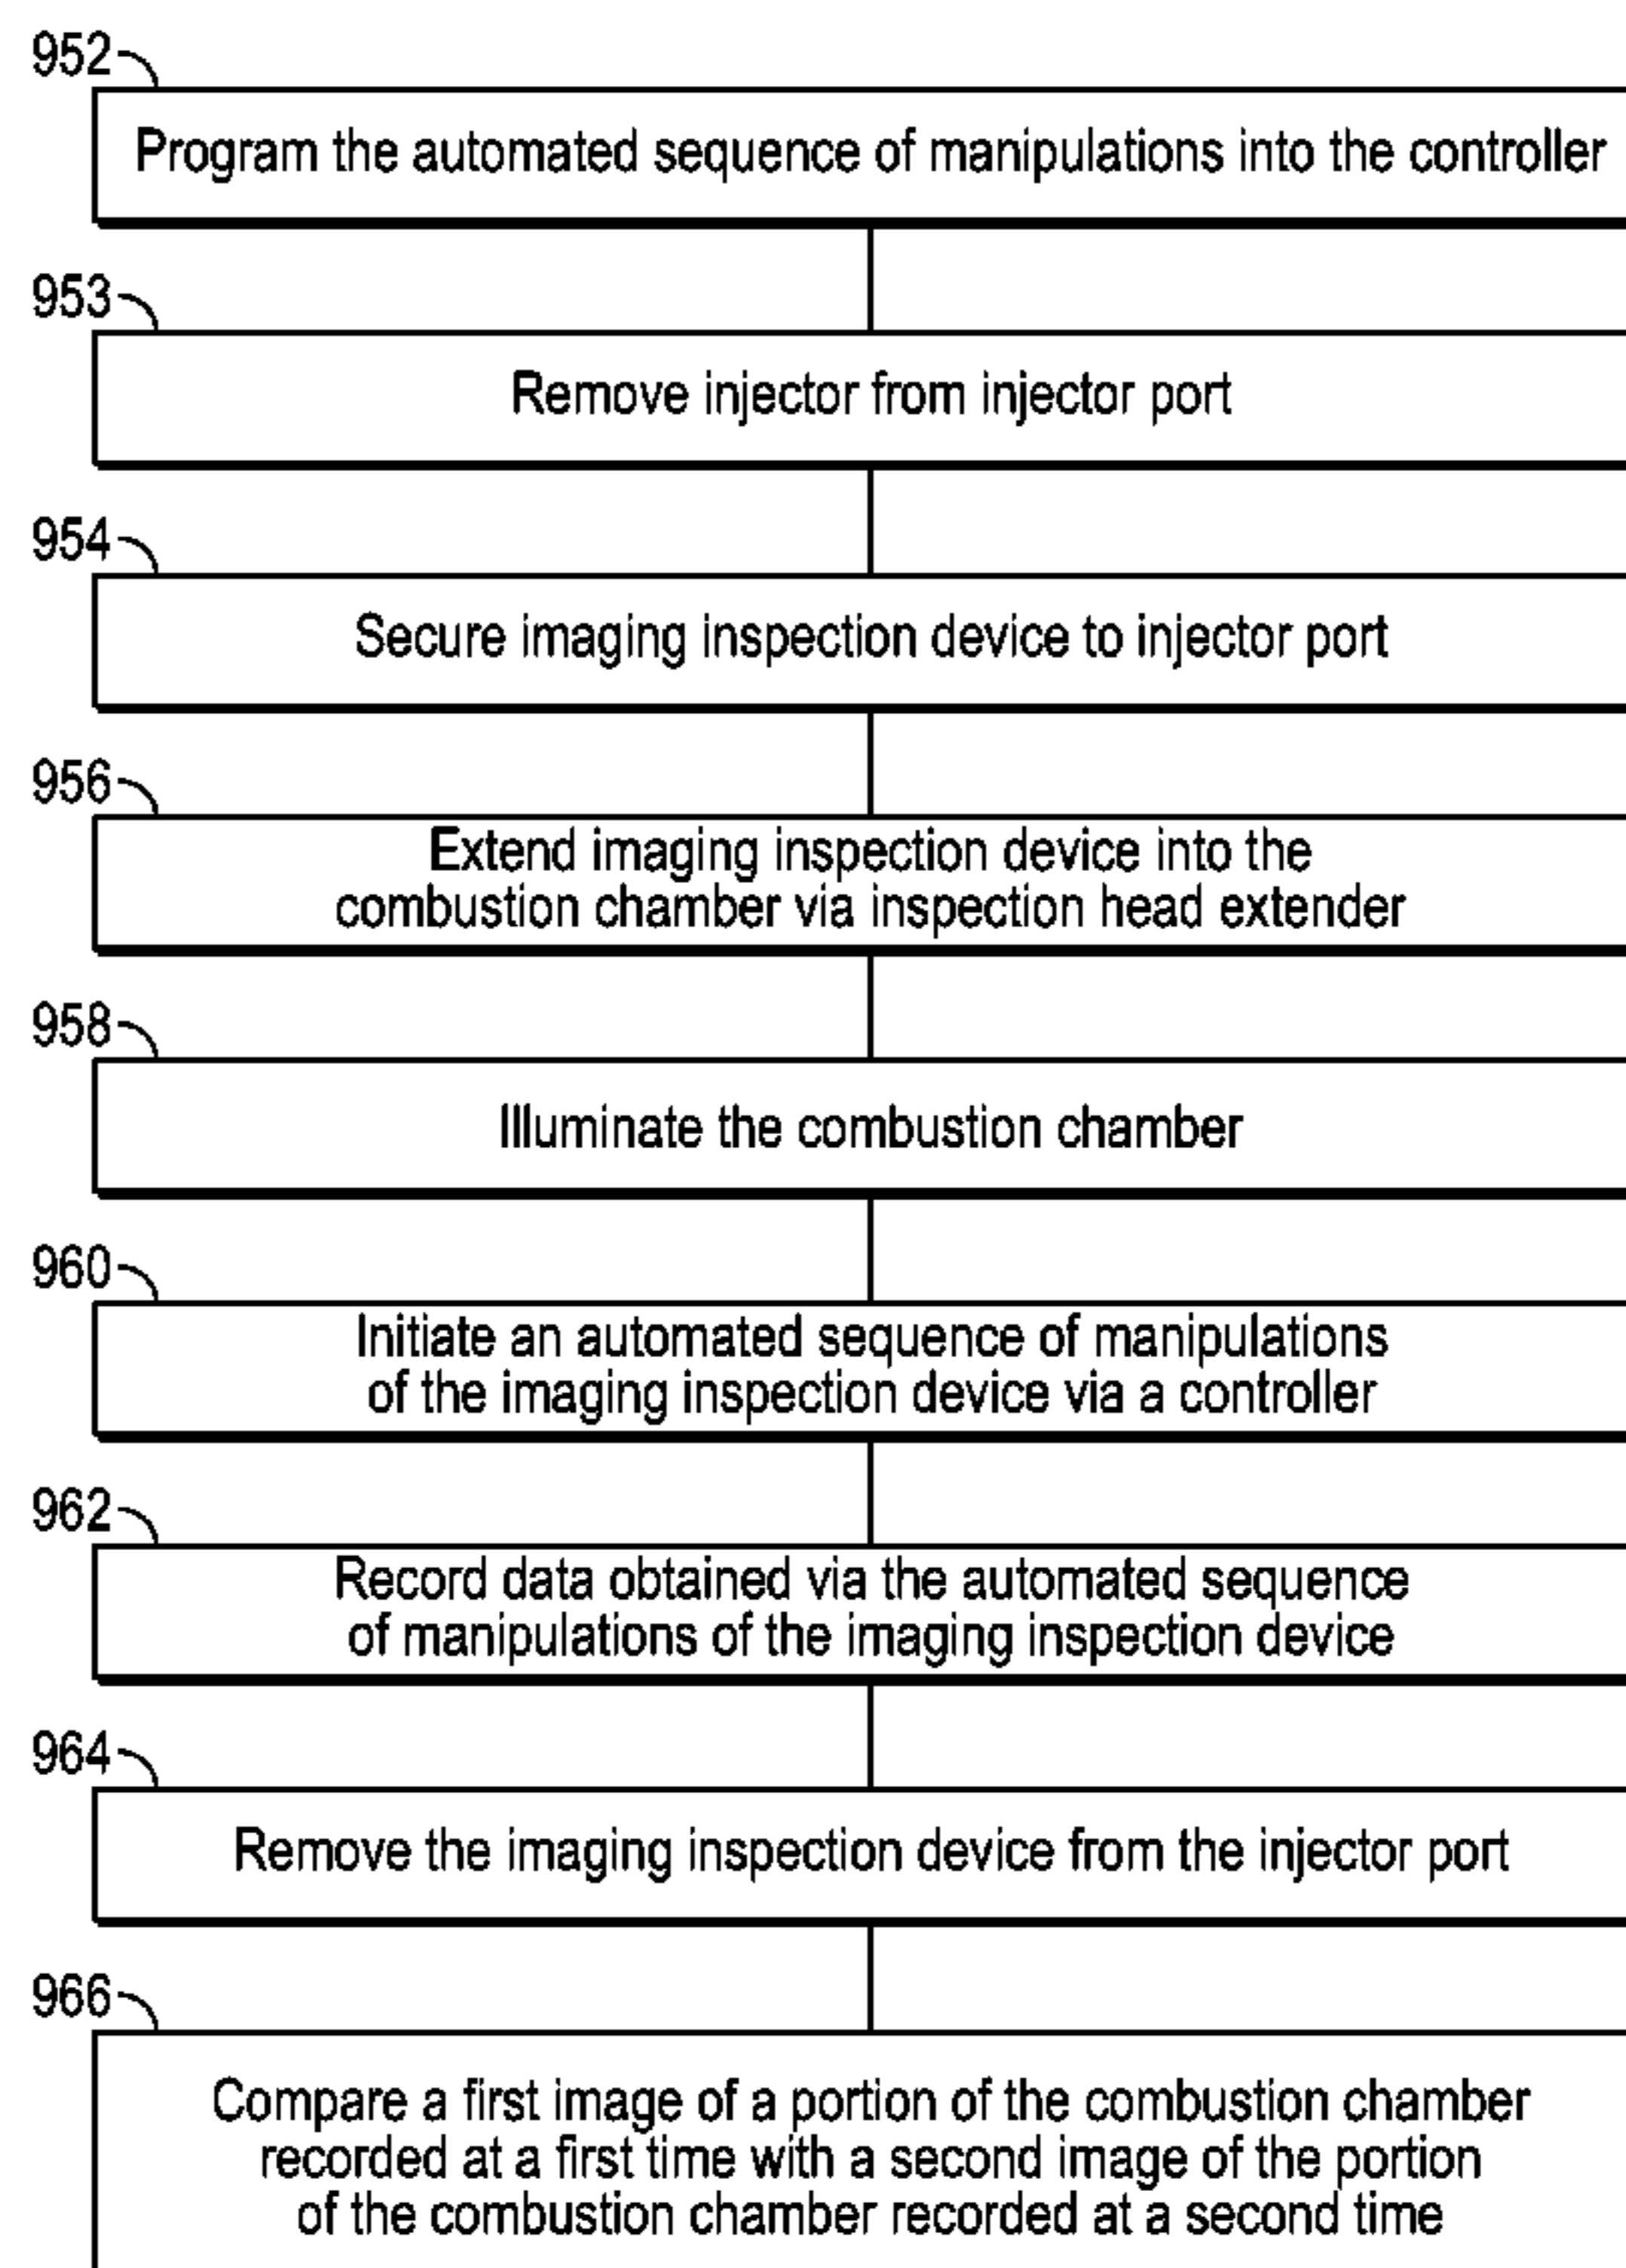 952
Program the automated sequence of manipulations into the controller
953
Remove injector from injector port
954
Secure imaging inspection device to injector port
956
Extend imaging inspection device into the
combustion chamber via inspection head extender
958
Illuminate the combustion chamber
960
Initiate an automated sequence of manipulations
of the imaging inspection device via a controller
962
Record data obtained via the automated sequence
of manipulations of the imaging inspection device
964
Remove the imaging inspection device from the injector port
966
Compare a first image of a portion of the combustion chamber
recorded at a first time with a second image of the portion
of the combustion chamber recorded at a second time